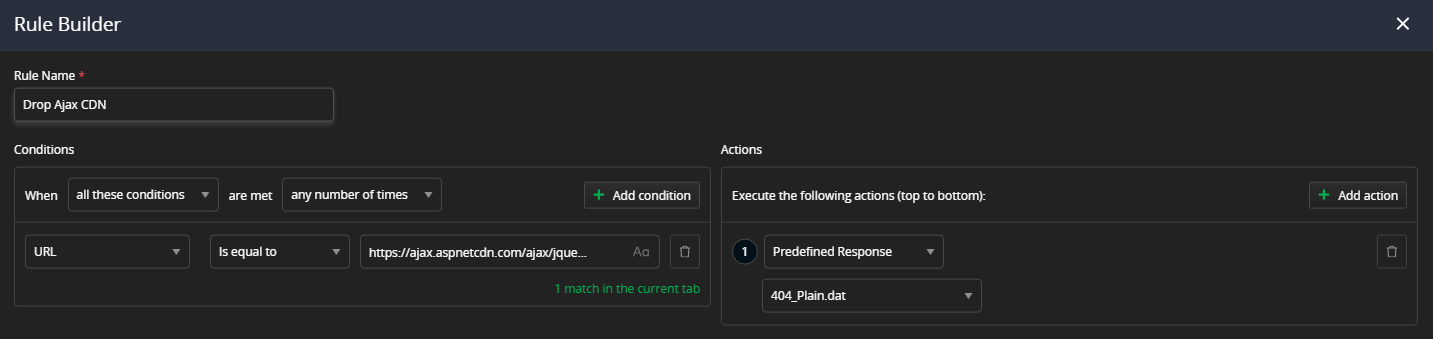 Rule Builder
Rule Name *
Drop Ajax CDN
Conditions
When all these conditions are met any number of times + Add condition
URL Is equal to https://ajax.aspnetcdn.com/ajax/jque... Aa
1 match in the current tab
Actions
Execute the following actions (top to bottom): + Add action
1 Predefined Response
404_Plain.dat